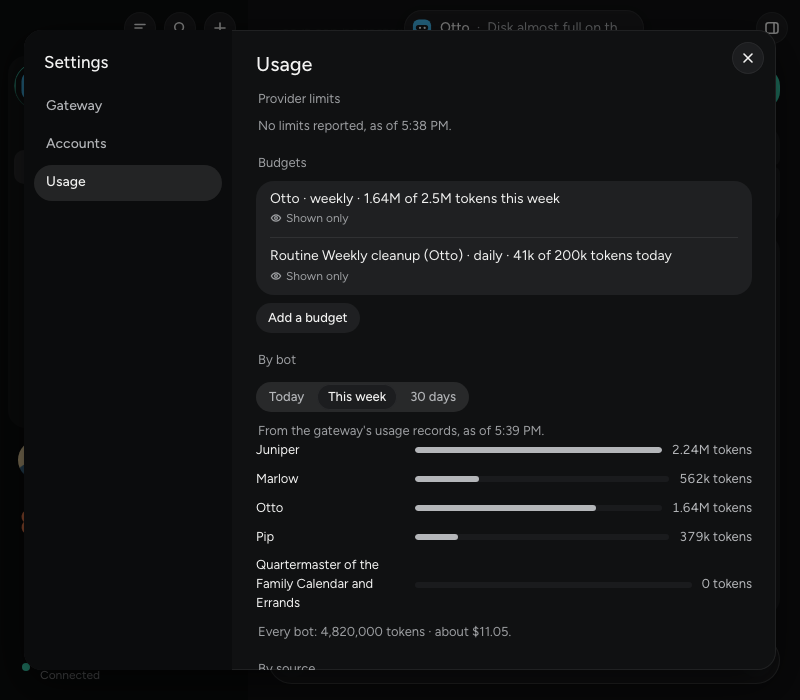 Otto · Disk almost full on th
Settings
Gateway
Accounts
Usage
Usage
Provider limits
No limits reported, as of 5:38 PM.
Budgets
Otto · weekly · 1.64M of 2.5M tokens this week
Shown only
Routine Weekly cleanup (Otto) · daily · 41k of 200k tokens today
Shown only
Add a budget
By bot
Today This week 30 days
From the gateway's usage records, as of 5:39 PM.
Juniper 2.24M tokens
Marlow 562k tokens
Otto 1.64M tokens
Pip 379k tokens
Quartermaster of the
Family Calendar and
Errands
0 tokens
Every bot: 4,820,000 tokens · about $11.05.
By source
Connected